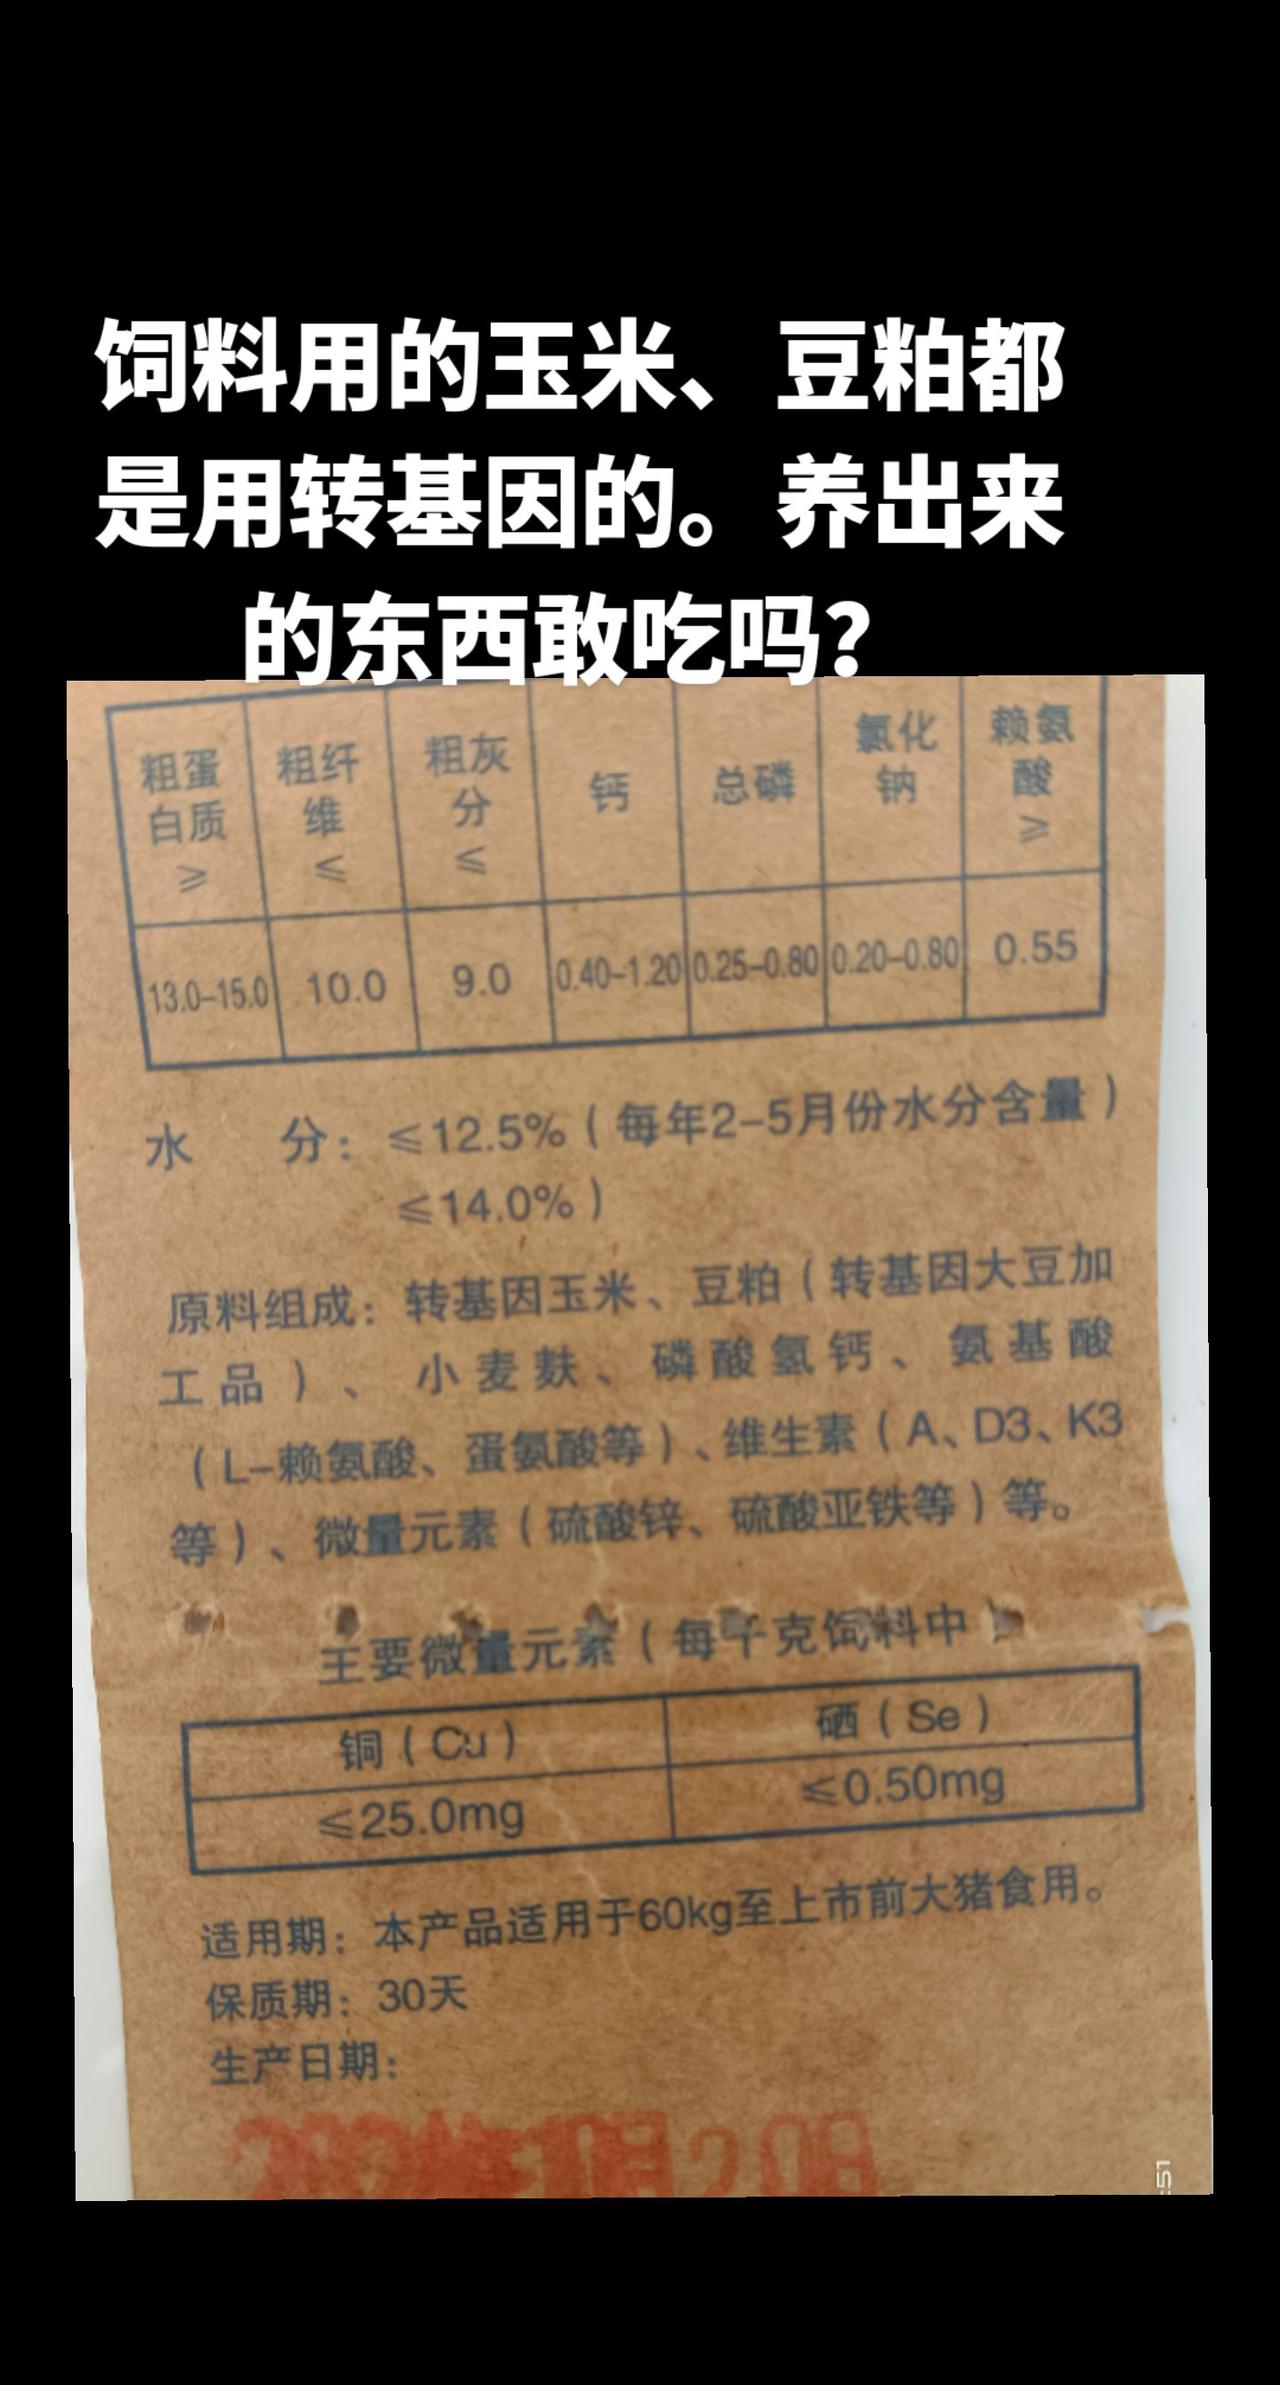 饲料用的玉米、豆粕都
是用转基因的。养出来
的东西敢吃吗?
粗蛋白质 ≥ 粗纤维 ≤ 粗灰分 ≤ 钙 总磷 氯化钠 赖氨酸 ≥
13.0-15.0 10.0 9.0 0.40-1.20 0.25-0.80 0.20-0.80 0.55
水 分：≤12.5%（每年2-5月份水分含量）
≤14.0%）
原料组成：转基因玉米、豆粕（转基因大豆加
工品）、小麦麸、磷酸氢钙、氨基酸
（L-赖氨酸、蛋氨酸等）、维生素（A、D3、K3
等）、微量元素（硫酸锌、硫酸亚铁等）等。
主要微量元素（每千克饲料中）
铜（Cu） 硒（Se）
≤25.0mg ≤0.50mg
适用期：本产品适用于60kg至上市前大猪食用。
保质期：30天
生产日期：